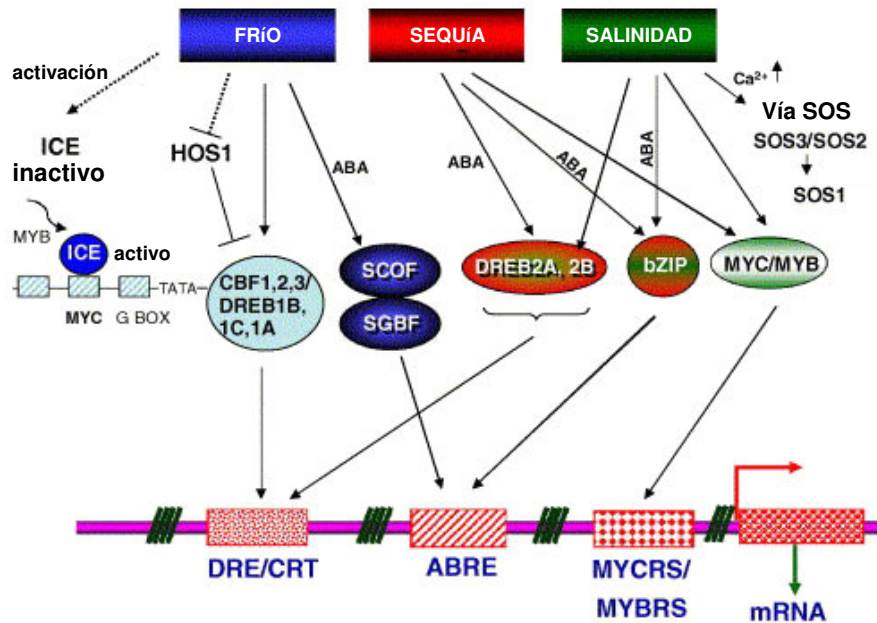 FRíO
SEQUíA
SALINIDAD
activación
Ca²⁺
Vía SOS
SOS3/SOS2
SOS1
ICE
inactivo
HOS1
ABA
ABA
ABA
ABA
MYB
ICE
activo
TATA
MYC
G BOX
CBF1,2,3/
DREB1B,
1C,1A
SCOF
SGBF
DREB2A, 2B
bZIP
MYC/MYB
DRE/CRT
ABRE
MYCRS/
MYBRS
mRNA